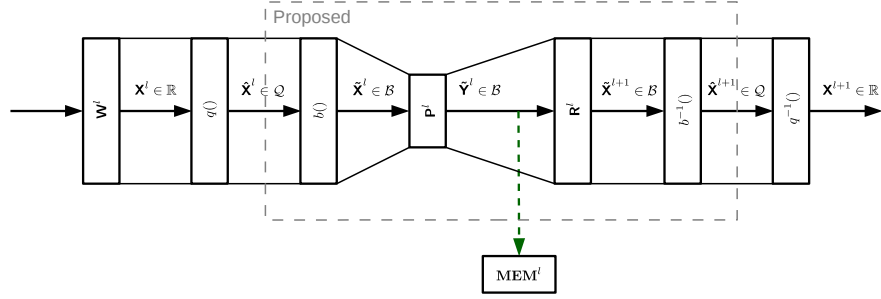 Proposed
W^l
X^l ∈ ℝ
q()
X̂^l ∈ 𝒬
b()
X̃^l ∈ ℬ
P^l
Ỹ^l ∈ ℬ
R^l
X̃^{l+1} ∈ ℬ
b^{-1}()
X̂^{l+1} ∈ 𝒬
q^{-1}()
X^{l+1} ∈ ℝ
MEM^l